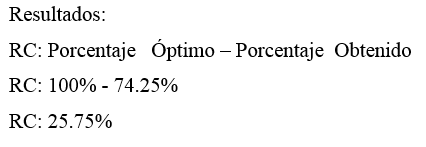 Resultados:
RC: Porcentaje Óptimo – Porcentaje Obtenido
RC: 100% - 74.25%
RC: 25.75%